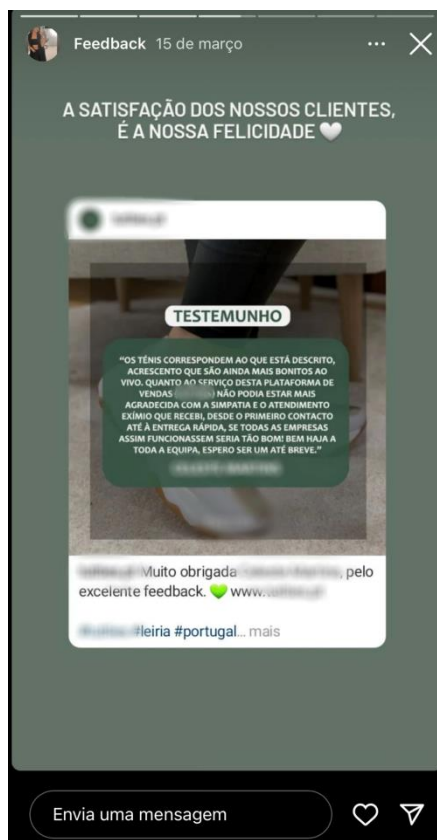 Feedback 15 de março
A SATISFAÇÃO DOS NOSSOS CLIENTES,
É A NOSSA FELICIDADE 🤍
TESTEMUNHO
“OS TÉNIS CORRESPONDEM AO QUE ESTÁ DESCRITO,
ACRESCENTO QUE SÃO AINDA MAIS BONITOS AO
VIVO. QUANTO AO SERVIÇO DESTA PLATAFORMA DE
VENDAS NÃO PODIA ESTAR MAIS
AGRADECIDA COM A SIMPATIA E O ATENDIMENTO
EXÍMIO QUE RECEBI, DESDE O PRIMEIRO CONTACTO
ATÉ À ENTREGA RÁPIDA, SE TODAS AS EMPRESAS
ASSIM FUNCIONASSEM SERIA TÃO BOM! BEM HAJA A
TODA A EQUIPA, ESPERO SER UM ATÉ BREVE.”
Muito obrigada , pelo
excelente feedback. 💚 www.
#leiria #portugal... mais
Envia uma mensagem